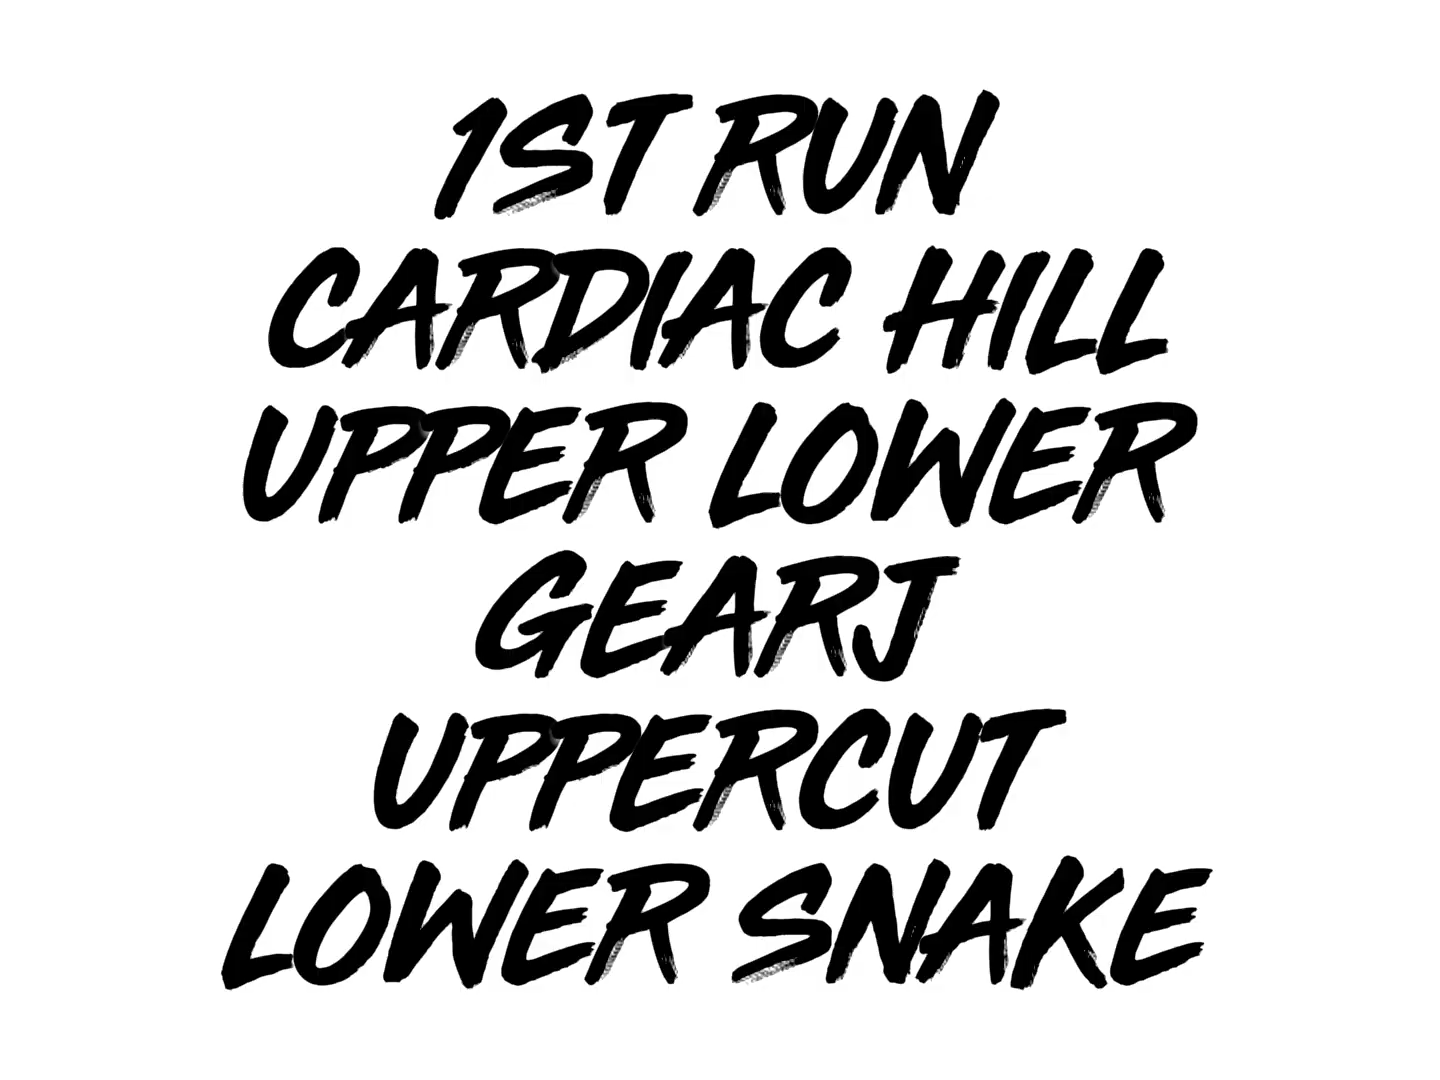 1ST RUN
CARDIAC HILL
UPPER LOWER
GEARJ
UPPERCUT
LOWER SNAKE